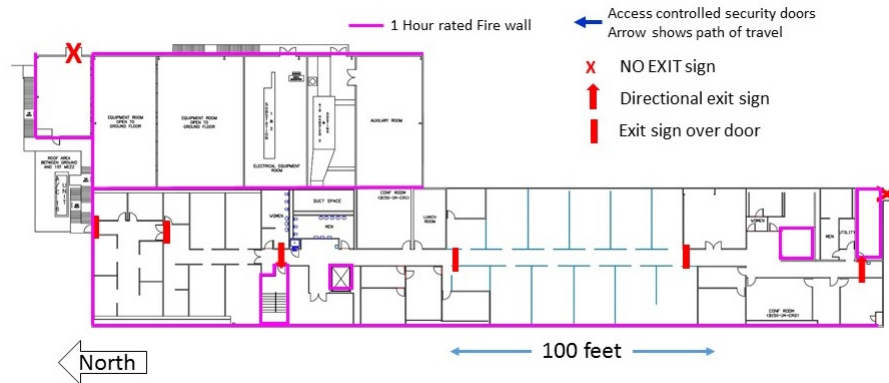 1 Hour rated Fire wall
Access controlled security doors
Arrow shows path of travel
X NO EXIT sign
Directional exit sign
Exit sign over door
X
EQUIPMENT ROOM
OPEN TO
GROUND FLOOR
EQUIPMENT ROOM
OPEN TO
GROUND FLOOR
ELECTRICAL EQUIPMENT
ROOM
AUXILIARY ROOM
ROOF AREA
BETWEEN GROUND
AND 1ST MEZZ
UNIT
WOMEN
DUCT SPACE
MEN
CONF ROOM
LUNCH
ROOM
WOMEN
MEN
UTILITY
X
CONF ROOM
North
100 feet